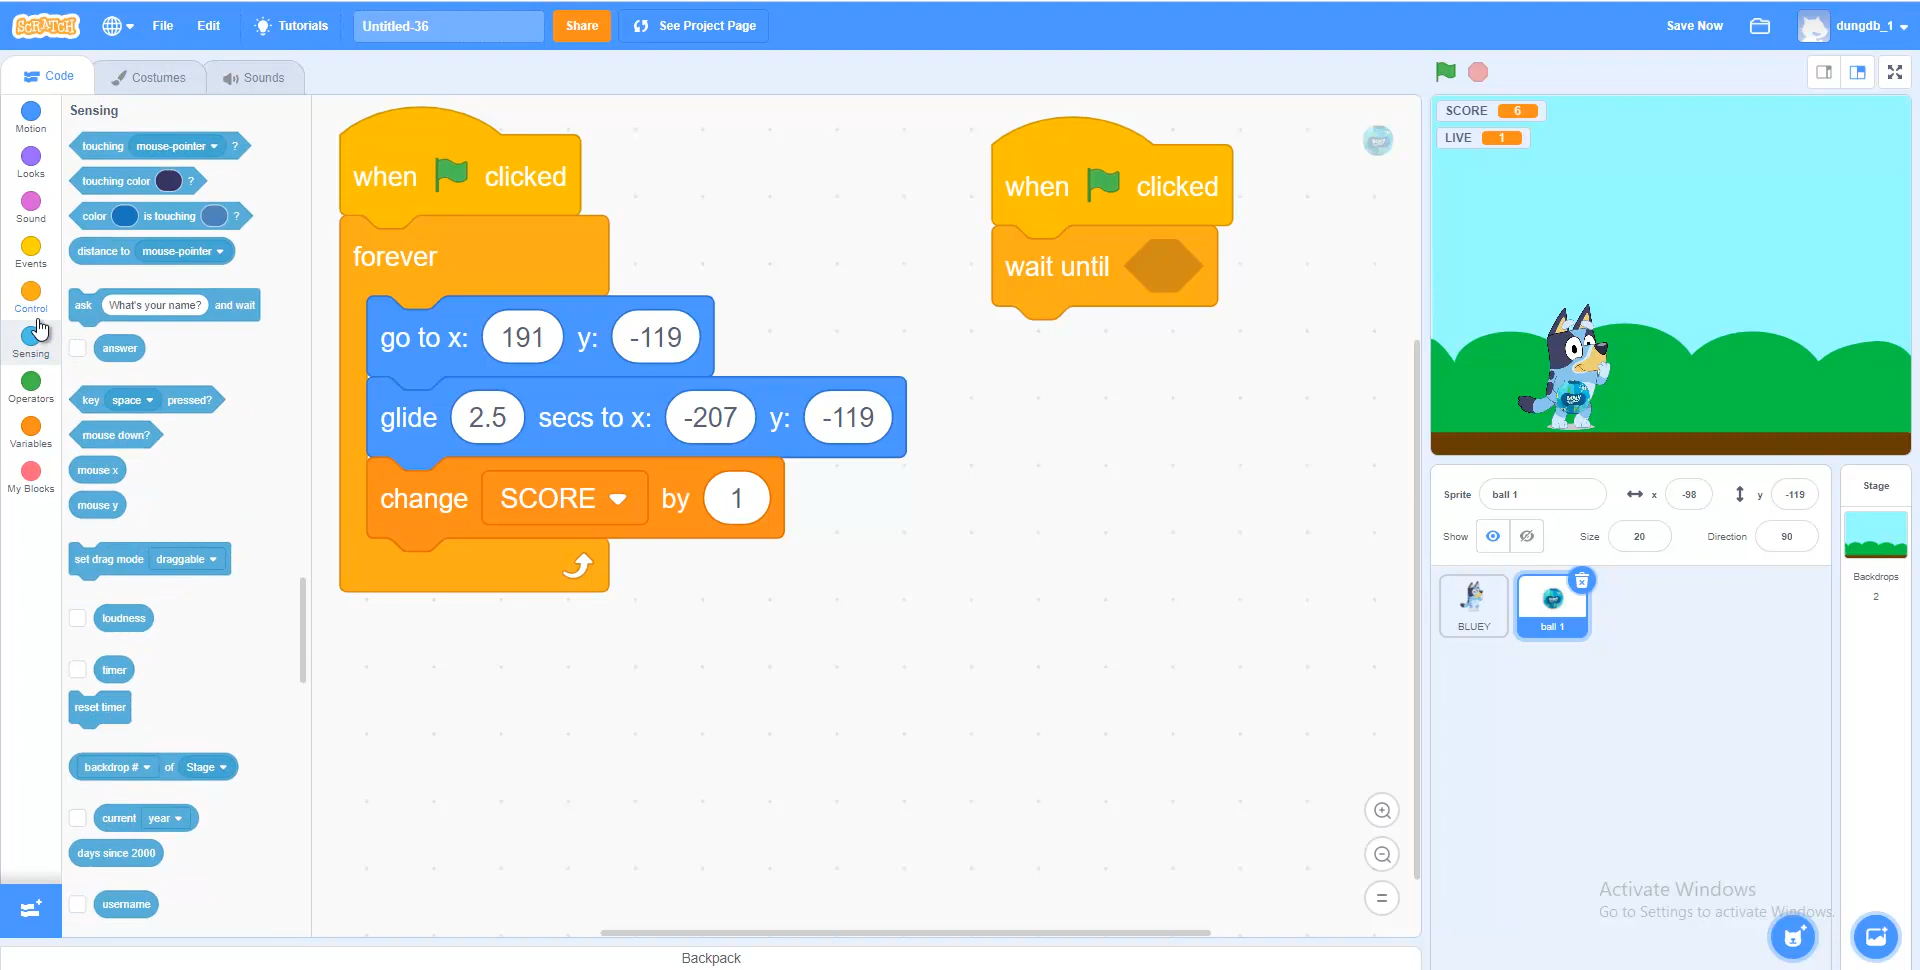 SCRATCH
File
Edit
Tutorials
Untitled-36
Share
See Project Page
Save Now
dungdb_1
Code
Costumes
Sounds
Motion
Looks
Sound
Events
Control
Sensing
Operators
Variables
My Blocks
Sensing
touching mouse-pointer ?
touching color ?
color is touching ?
distance to mouse-pointer
ask What's your name? and wait
answer
key space pressed?
mouse down?
mouse x
mouse y
set drag mode draggable
loudness
timer
reset timer
backdrop # of Stage
current year
days since 2000
username
when clicked
forever
go to x: 191 y: -119
glide 2.5 secs to x: -207 y: -119
change SCORE by 1
when clicked
wait until
Backpack
SCORE 6
LIVE 1
Sprite ball 1 x -98 y -119
Show Size 20 Direction 90
BLUEY
ball 1
Stage
Backdrops
2
Activate Windows
Go to Settings to activate Windows.